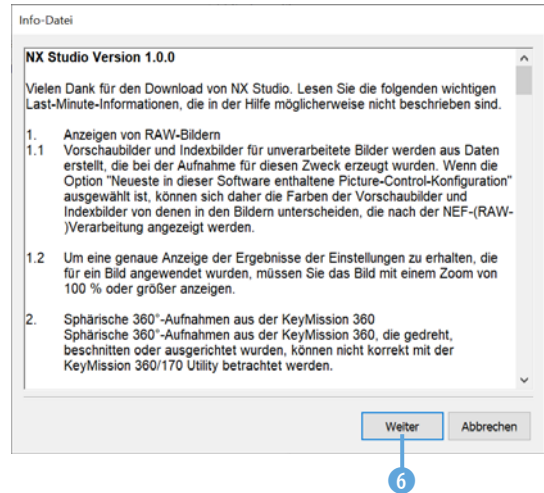 Info-Datei
NX Studio Version 1.0.0
Vielen Dank für den Download von NX Studio. Lesen Sie die folgenden wichtigen
Last-Minute-Informationen, die in der Hilfe möglicherweise nicht beschrieben sind.
1. Anzeigen von RAW-Bildern
1.1 Vorschaubilder und Indexbilder für unverarbeitete Bilder werden aus Daten
erstellt, die bei der Aufnahme für diesen Zweck erzeugt wurden. Wenn die
Option "Neueste in dieser Software enthaltene Picture-Control-Konfiguration"
ausgewählt ist, können sich daher die Farben der Vorschaubilder und
Indexbilder von denen in den Bildern unterscheiden, die nach der NEF-(RAW-
)Verarbeitung angezeigt werden.
1.2 Um eine genaue Anzeige der Ergebnisse der Einstellungen zu erhalten, die
für ein Bild angewendet wurden, müssen Sie das Bild mit einem Zoom von
100 % oder größer anzeigen.
2. Sphärische 360°-Aufnahmen aus der KeyMission 360
Sphärische 360°-Aufnahmen aus der KeyMission 360, die gedreht,
beschnitten oder ausgerichtet wurden, können nicht korrekt mit der
KeyMission 360/170 Utility betrachtet werden.
Weiter Abbrechen
6